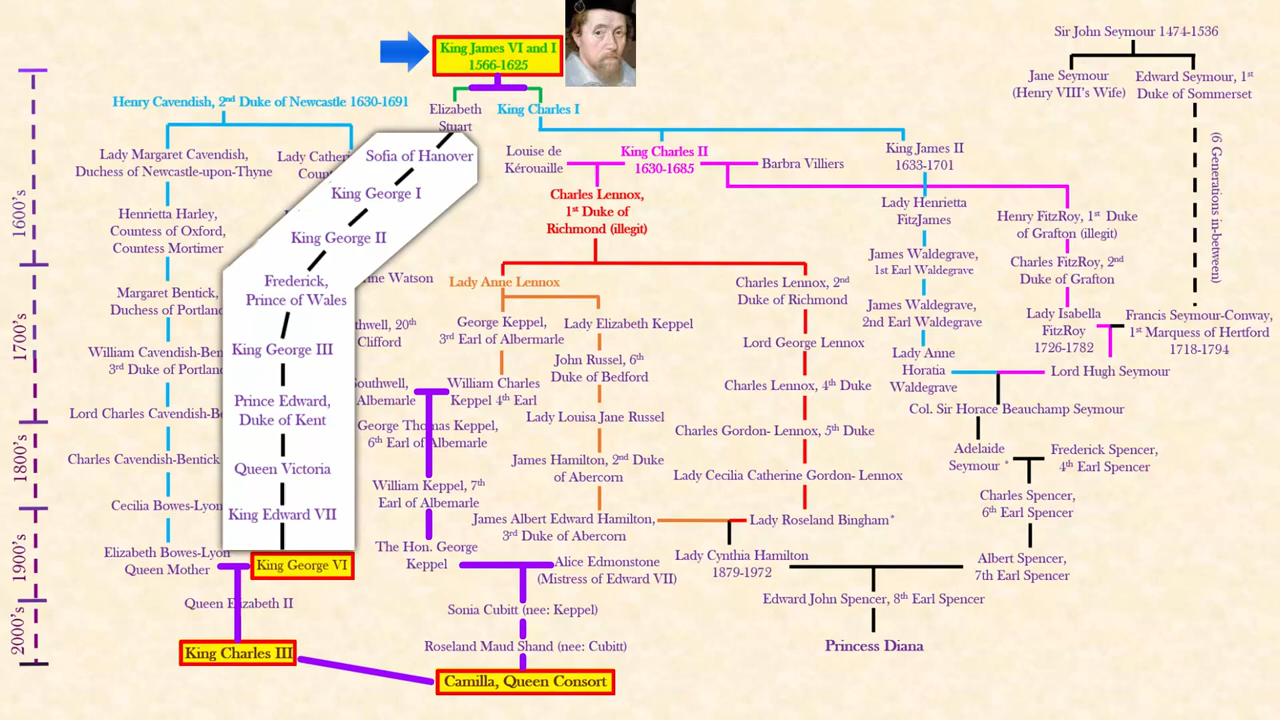 Sir John Seymour 1474-1536
King James VI and I
1566-1625
Jane Seymour
(Henry VIII's Wife)
Edward Seymour, 1st
Duke of Sommerset
Henry Cavendish, 2nd Duke of Newcastle 1630-1691
Elizabeth
Stuart
King Charles I
(6 Generations in-between)
Lady Margaret Cavendish,
Duchess of Newcastle-upon-Thyne
Lady
Sofia of Hanover
Louise de
Kérouaille
King Charles II
1630-1685
Barbra Villiers
King James II
1633-1701
King George I
Charles Lennox,
1st Duke of
Richmond (illegit)
Lady Henrietta
FitzJames
1600's
Henrietta Harley,
Countess of Oxford,
Countess Mortimer
King George II
Henry FitzRoy, 1st Duke
of Grafton (illegit)
James Waldegrave,
1st Earl Waldegrave
Charles FitzRoy, 2nd
Duke of Grafton
Frederick,
Prince of Wales
Watson
Lady Anne Lennox
Charles Lennox, 2nd
Duke of Richmond
Margaret Bentick,
Duchess of Portland
James Waldegrave,
2nd Earl Waldegrave
Lady Isabella
FitzRoy
1726-1782
Francis Seymour-Conway,
1st Marquess of Hertford
1718-1794
1700's
20th
Clifford
George Keppel,
3rd Earl of Albermarle
Lady Elizabeth Keppel
King George III
Lord George Lennox
William
3rd Duke of
John Russel, 6th
Duke of Bedford
Lady Anne
Horatia
Waldegrave
Lord Hugh Seymour
Prince Edward,
Duke of Kent
Albemarle
William Charles
Keppel 4th Earl
Charles Lennox, 4th Duke
Lord Charles
George Thomas Keppel,
6th Earl of Albemarle
Lady Louisa Jane Russel
Col. Sir Horace Beauchamp Seymour
Charles Gordon- Lennox, 5th Duke
1800's
Charles Cavendish-Bentick
Queen Victoria
James Hamilton, 2nd Duke
of Abercorn
Lady Cecilia Catherine Gordon- Lennox
Adelaide
Seymour *
Frederick Spencer,
4th Earl Spencer
William Keppel, 7th
Earl of Albemarle
Charles Spencer,
6th Earl Spencer
Cecilia Bowes-Lyon
King Edward VII
James Albert Edward Hamilton,
3rd Duke of Abercorn
Lady Roseland Bingham*
1900's
Elizabeth Bowes-Lyon
Queen Mother
King George VI
The Hon. George
Keppel
Alice Edmonstone
(Mistress of Edward VII)
Lady Cynthia Hamilton
1879-1972
Albert Spencer,
7th Earl Spencer
Queen Elizabeth II
Sonia Cubitt (nee: Keppel)
Edward John Spencer, 8th Earl Spencer
2000's
King Charles III
Roseland Maud Shand (nee: Cubitt)
Princess Diana
Camilla, Queen Consort